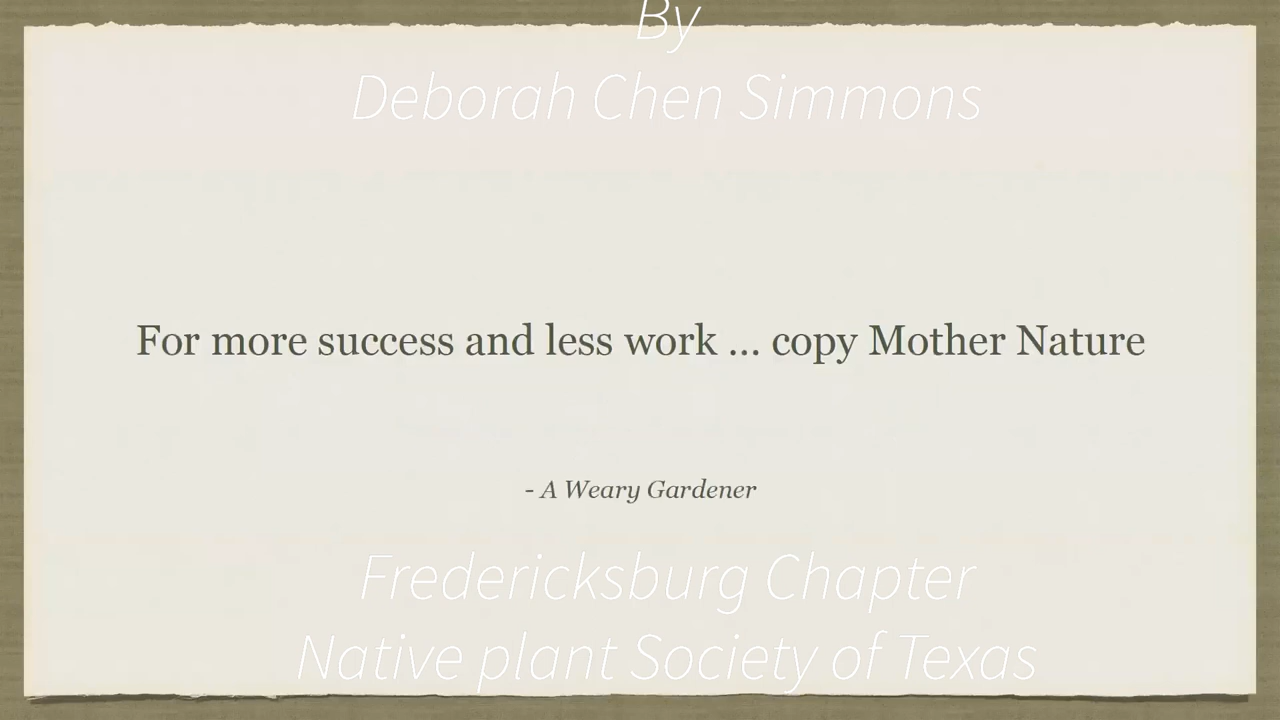 By
Deborah Chen Simmons
For more success and less work ... copy Mother Nature
- A Weary Gardener
Fredericksburg Chapter
Native plant Society of Texas